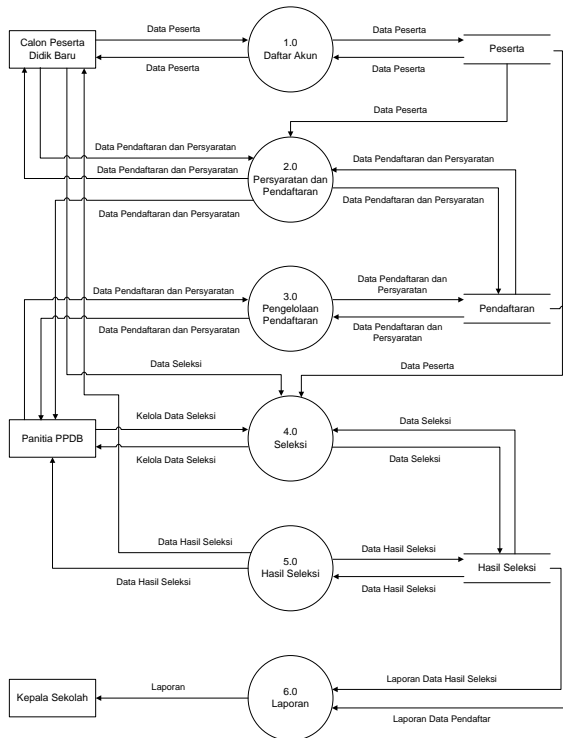 Calon Peserta
Didik Baru
Data Peserta
Data Peserta
1.0
Daftar Akun
Data Peserta
Data Peserta
Peserta
Data Peserta
Data Pendaftaran dan Persyaratan
Data Pendaftaran dan Persyaratan
Data Pendaftaran dan Persyaratan
2.0
Persyaratan dan
Pendaftaran
Data Pendaftaran dan Persyaratan
Data Pendaftaran dan Persyaratan
Data Pendaftaran dan Persyaratan
Data Pendaftaran dan Persyaratan
3.0
Pengelolaan
Pendaftaran
Data Pendaftaran dan
Persyaratan
Data Pendaftaran dan
Persyaratan
Pendaftaran
Data Seleksi
Data Peserta
Panitia PPDB
Kelola Data Seleksi
Kelola Data Seleksi
4.0
Seleksi
Data Seleksi
Data Seleksi
Data Hasil Seleksi
Data Hasil Seleksi
5.0
Hasil Seleksi
Data Hasil Seleksi
Data Hasil Seleksi
Hasil Seleksi
Kepala Sekolah
Laporan
6.0
Laporan
Laporan Data Hasil Seleksi
Laporan Data Pendaftar